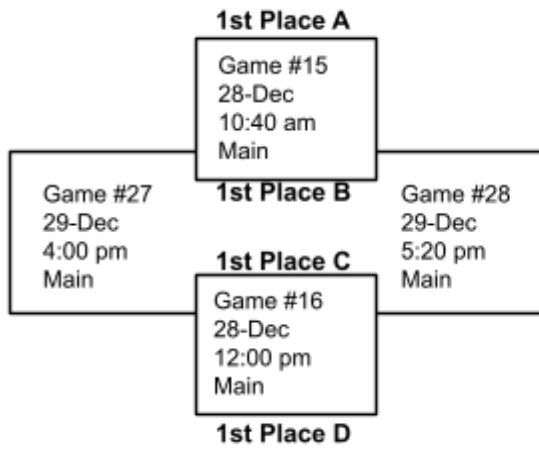 1st Place A
Game #15
28-Dec
10:40 am
Main
1st Place B
Game #27
29-Dec
4:00 pm
Main
Game #28
29-Dec
5:20 pm
Main
1st Place C
Game #16
28-Dec
12:00 pm
Main
1st Place D